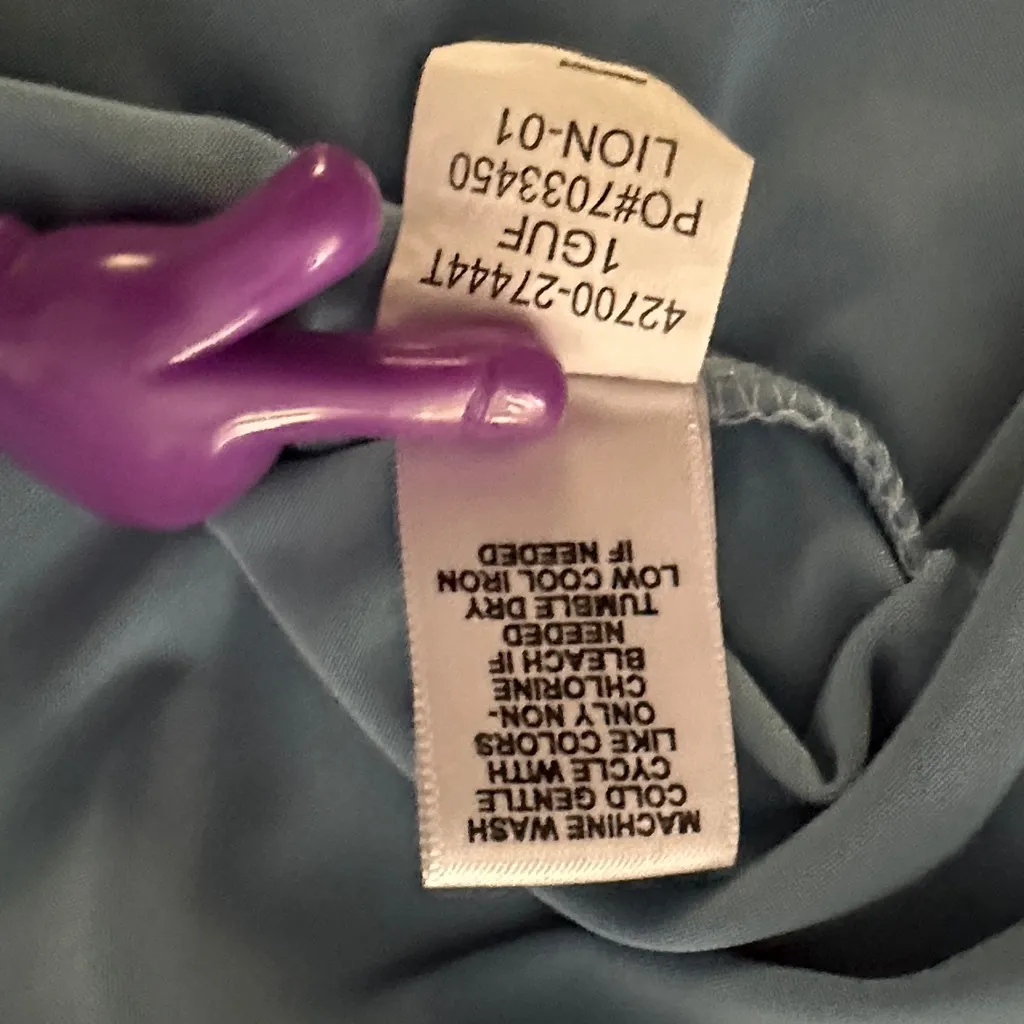 MACHINE WASH
COLD GENTLE
CYCLE WITH
LIKE COLORS
ONLY NON-
CHLORINE
BLEACH IF
NEEDED
TUMBLE DRY
LOW COOL IRON
IF NEEDED
42700-27444T
1GUF
PO#7033450
LION-01